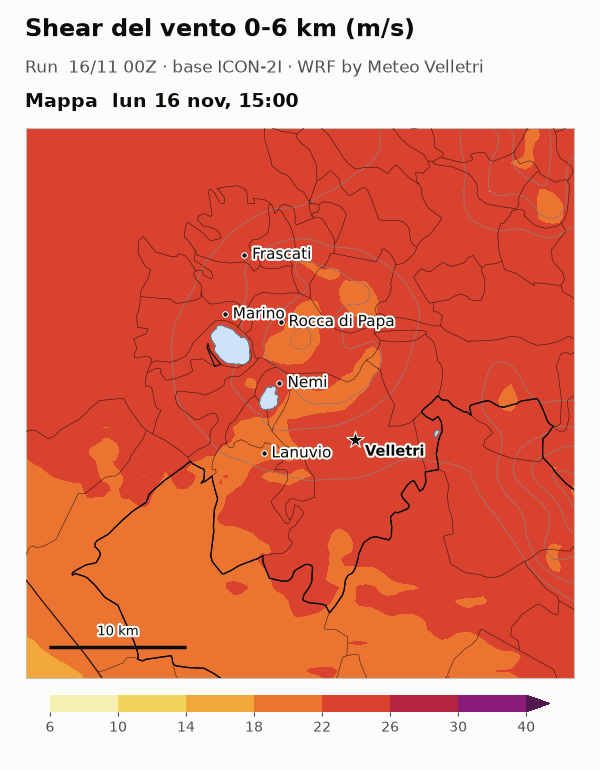 Shear del vento 0-6 km (m/s)
Run  16/11 00Z · base ICON-2I · WRF by Meteo Velletri
Mappa  lun 16 nov, 15:00
Frascati
Marino
Rocca di Papa
Nemi
Velletri
Lanuvio
10 km
6 10 14 18 22 26 30 40